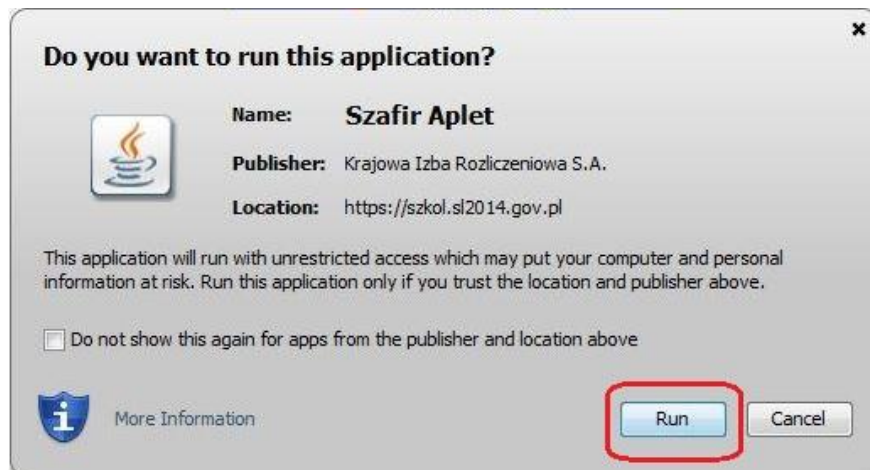 Do you want to run this application?
Name: Szafir Aplet
Publisher: Krajowa Izba Rozliczeniowa S.A.
Location: https://szkol.sl2014.gov.pl
This application will run with unrestricted access which may put your computer and personal
information at risk. Run this application only if you trust the location and publisher above.
Do not show this again for apps from the publisher and location above
More Information
Run
Cancel